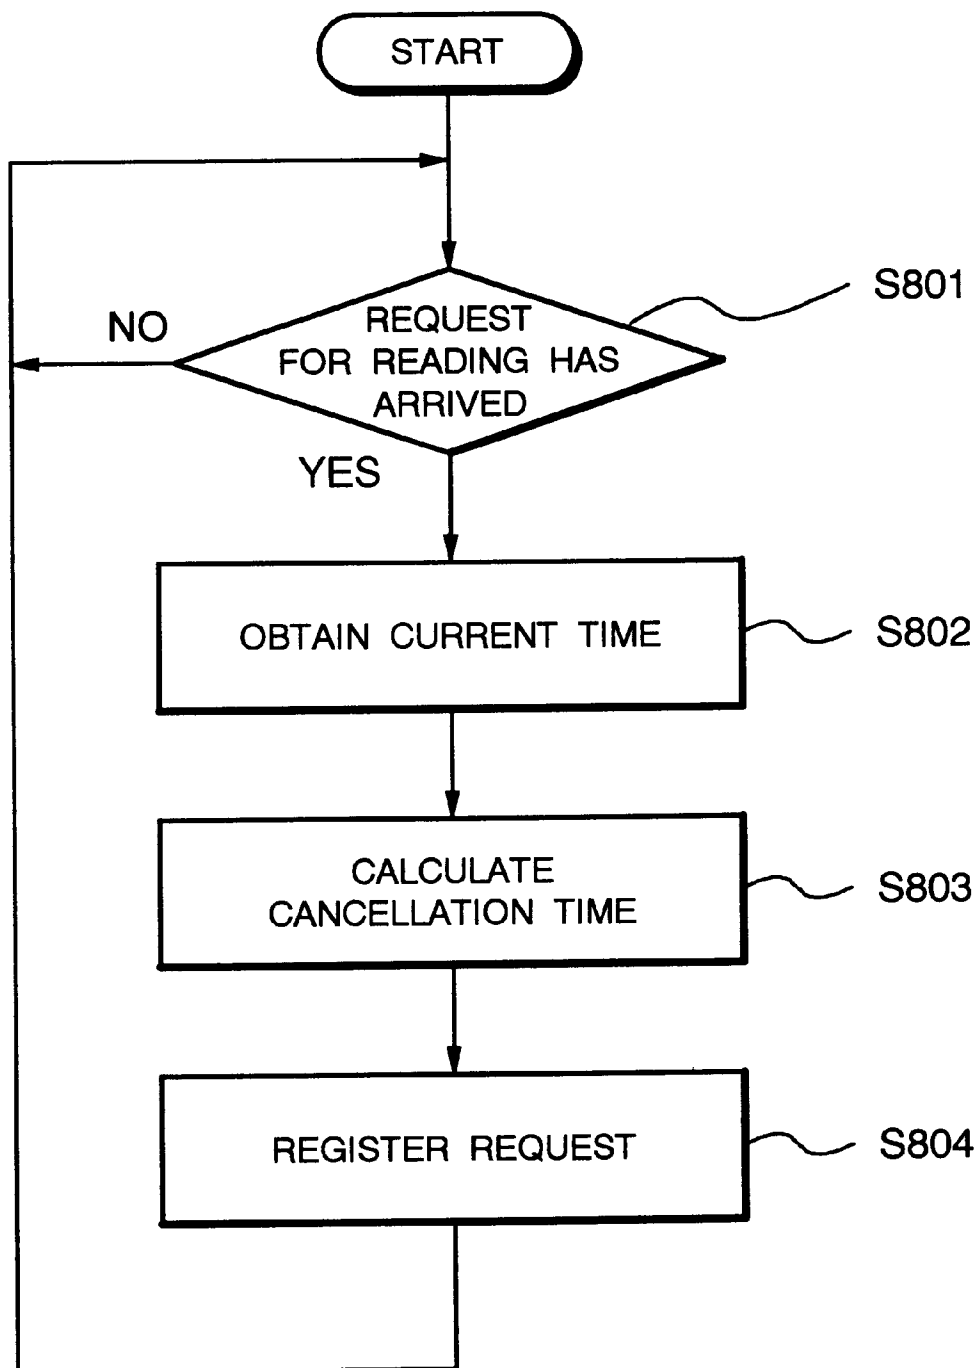 START
S801
NO
REQUEST
FOR READING HAS
ARRIVED
YES
OBTAIN CURRENT TIME
S802
CALCULATE
CANCELLATION TIME
S803
REGISTER REQUEST
S804